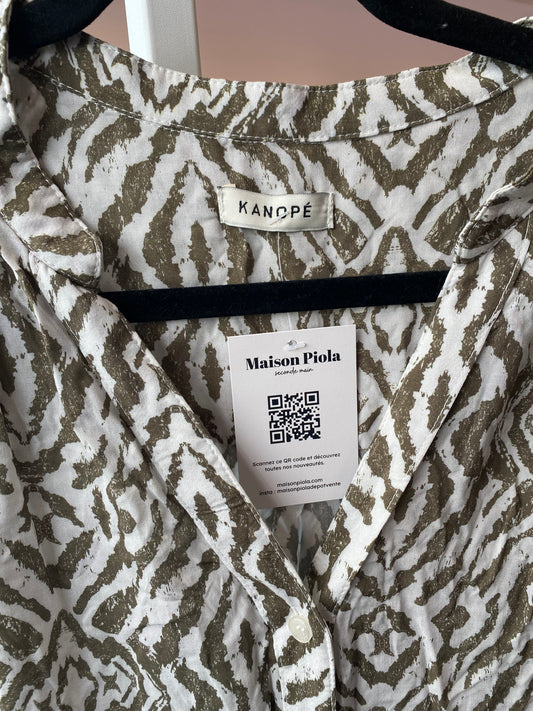 KANOPÉ
Maison Piola
seconde main
Scannez ce QR code et découvrez
toutes nos nouveautés.
maisonpiola.com
insta : maisonpioladepotvente